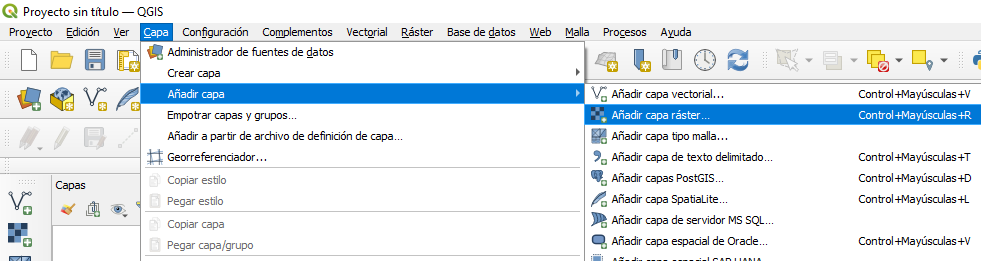 Proyecto sin título — QGIS
Proyecto Edición Ver Capa Configuración Complementos Vectorial Ráster Base de datos Web Malla Procesos Ayuda
Administrador de fuentes de datos
Crear capa
Añadir capa
Empotrar capas y grupos...
Añadir a partir de archivo de definición de capa...
Georreferenciador...
Copiar estilo
Pegar estilo
Copiar capa
Pegar capa/grupo
Capas
Añadir capa vectorial... Control+Mayúsculas+V
Añadir capa ráster... Control+Mayúsculas+R
Añadir capa tipo malla...
Añadir capa de texto delimitado... Control+Mayúsculas+T
Añadir capas PostGIS... Control+Mayúsculas+D
Añadir capa SpatiaLite... Control+Mayúsculas+L
Añadir capa de servidor MS SQL...
Añadir capa espacial de Oracle... Control+Mayúsculas+V